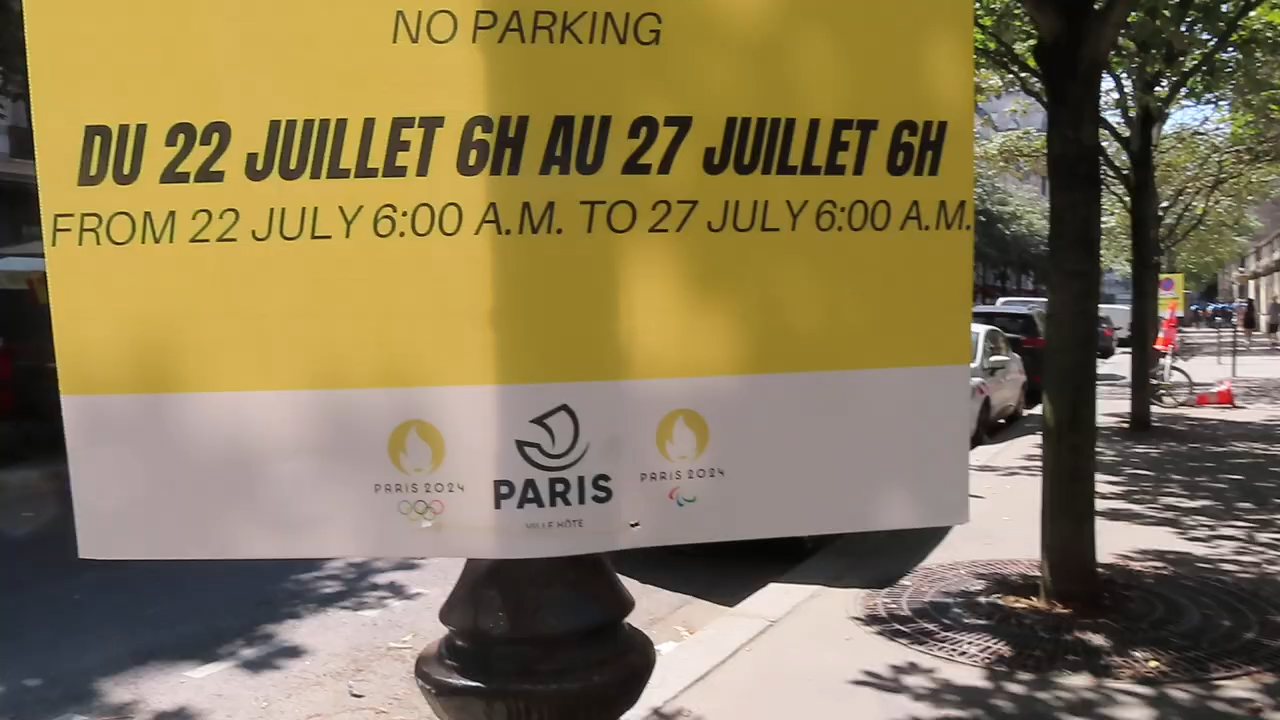 NO PARKING
DU 22 JUILLET 6H AU 27 JUILLET 6H
FROM 22 JULY 6:00 A.M. TO 27 JULY 6:00 A.M.
PARIS 2024
PARIS
VILLE HÔTE
PARIS 2024